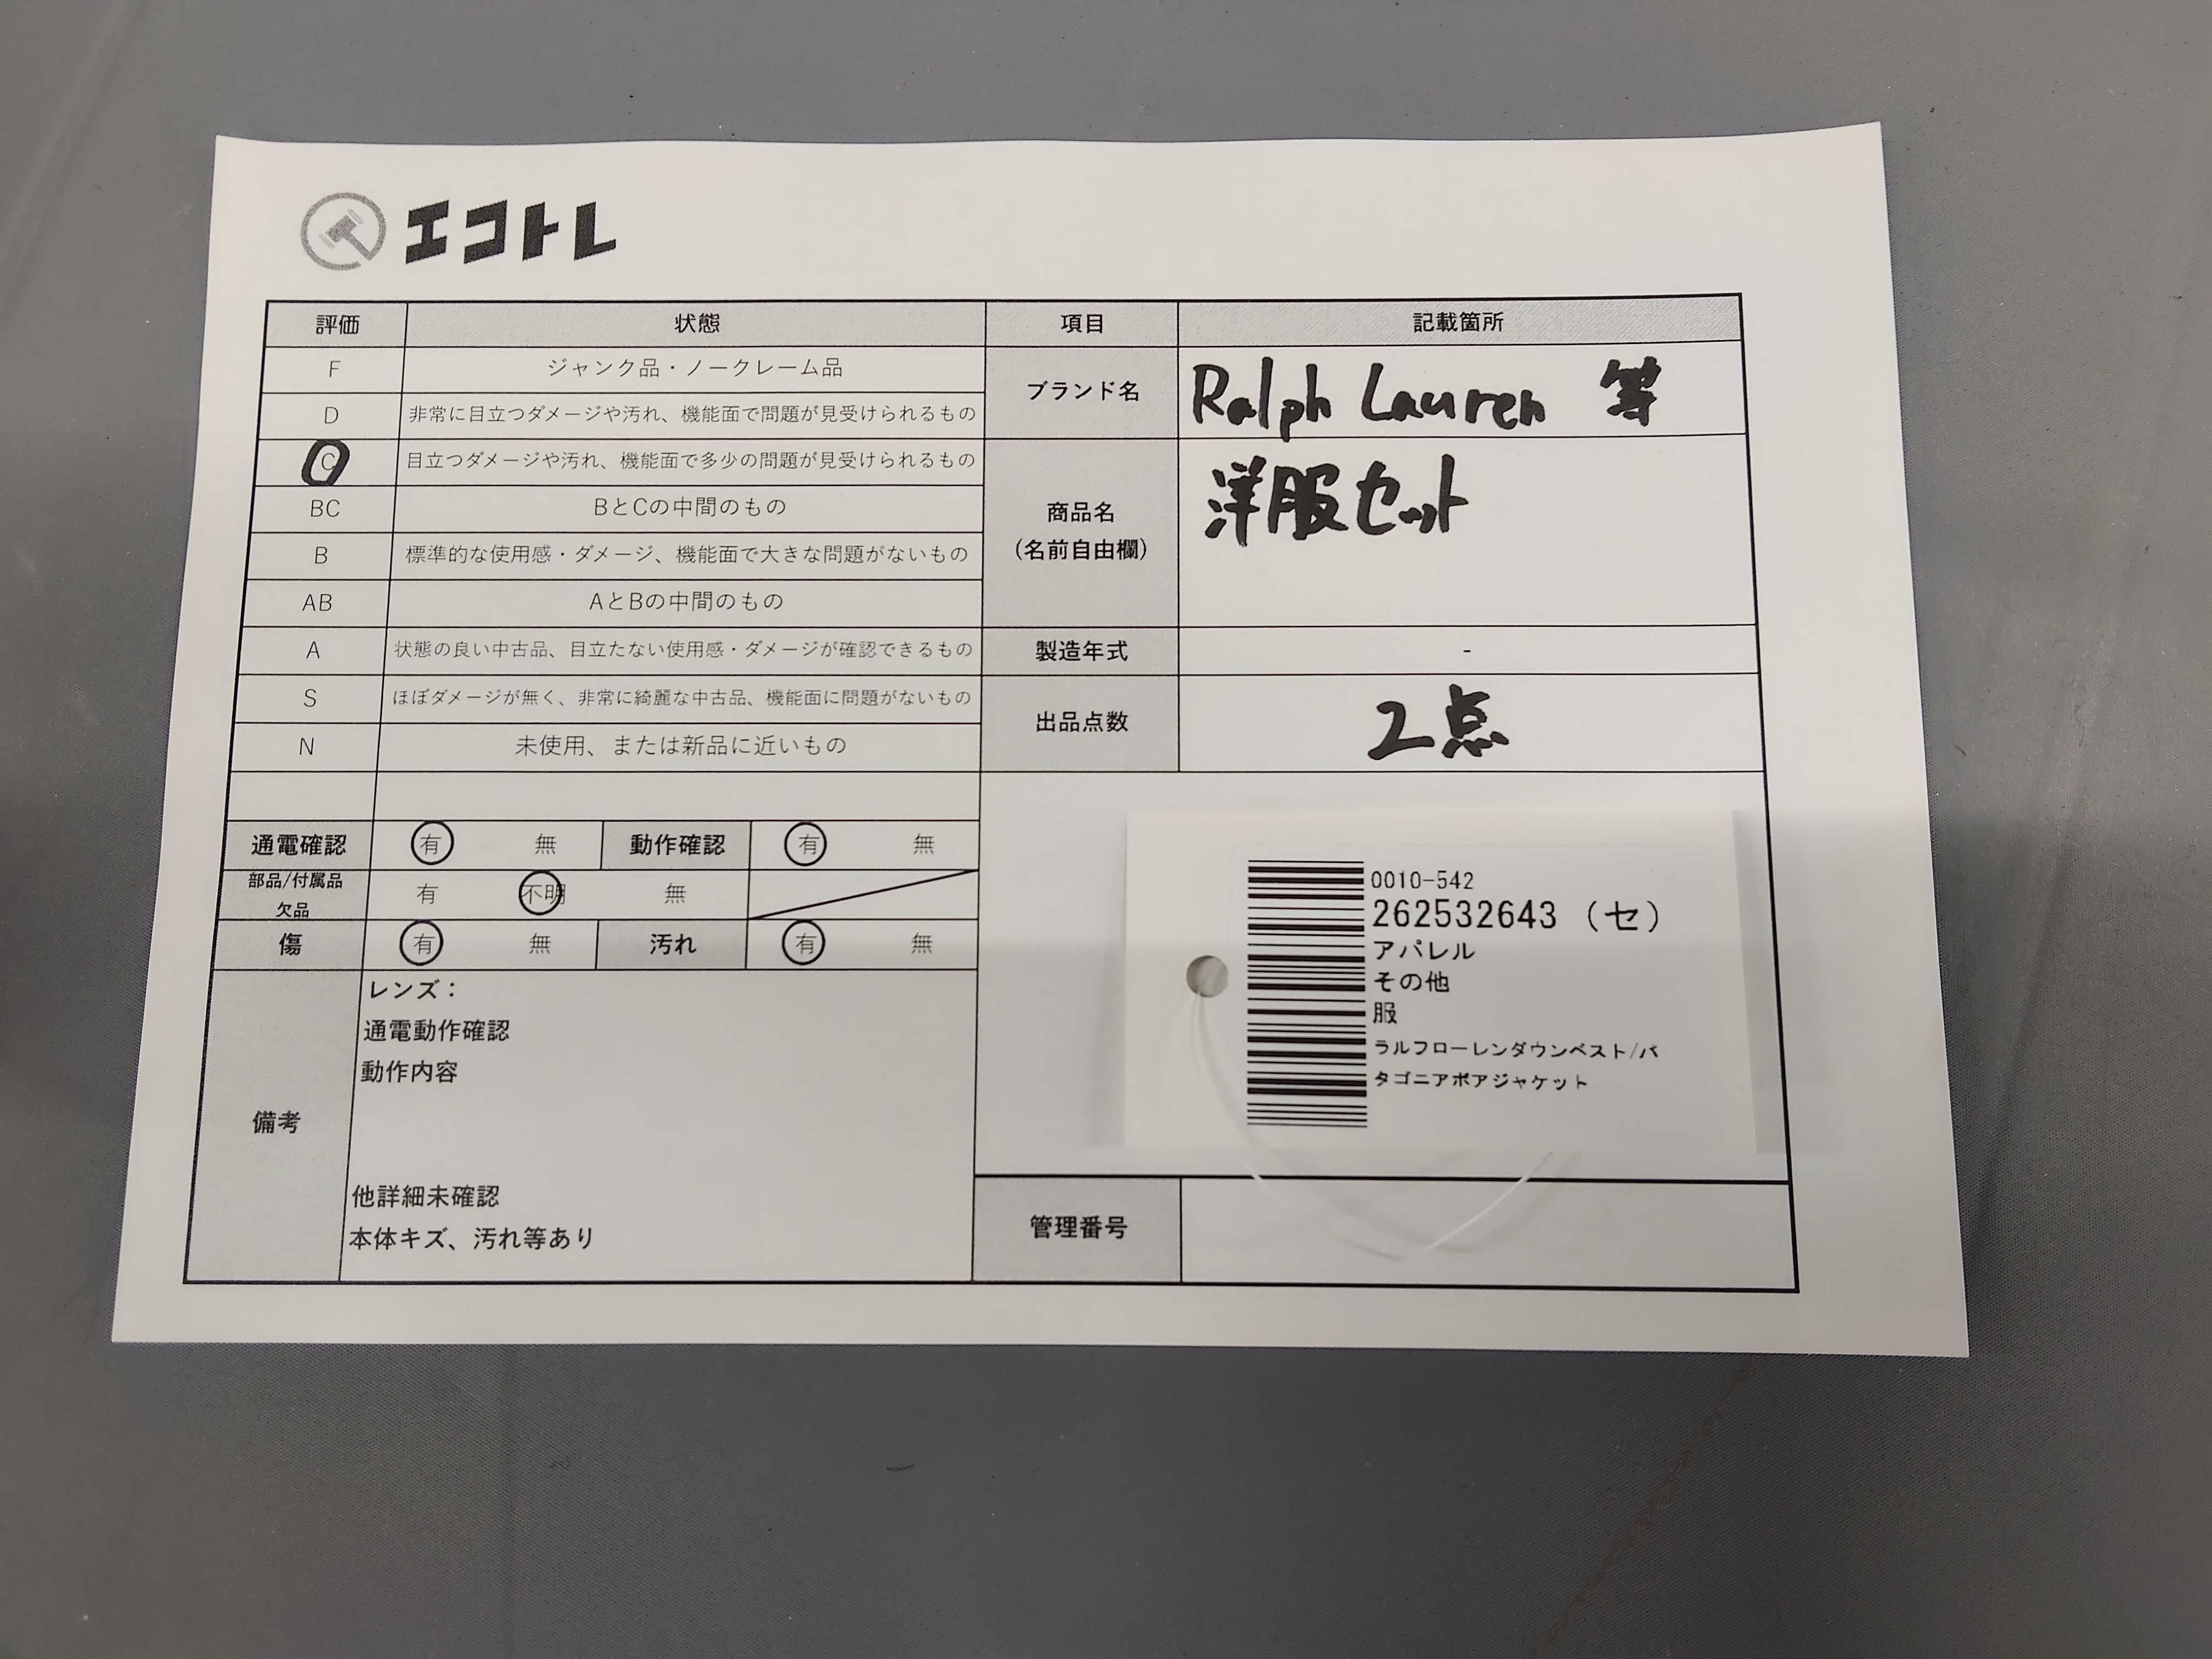 エコトレ
評価 状態 項目 記載箇所
F ジャンク品・ノークレーム品
D 非常に目立つダメージや汚れ、機能面で問題が見受けられるもの
ブランド名 Ralph Lauren 等
C 目立つダメージや汚れ、機能面で多少の問題が見受けられるもの
BC BとCの中間のもの
B 標準的な使用感・ダメージ、機能面で大きな問題がないもの
AB AとBの中間のもの
商品名
(名前自由欄)
洋服セット
A 状態の良い中古品、目立たない使用感・ダメージが確認できるもの
製造年式 -
S ほぼダメージが無く、非常に綺麗な中古品、機能面に問題がないもの
N 未使用、または新品に近いもの
出品点数 2点
通電確認 有 無 動作確認 有 無
部品/付属品
欠品
有 不明 無
傷 有 無 汚れ 有 無
備考
レンズ：
通電動作確認
動作内容
他詳細未確認
本体キズ、汚れ等あり
0010-542
262532643（セ）
アパレル
その他
服
ラルフローレンダウンベスト/パ
タゴニアボアジャケット
管理番号